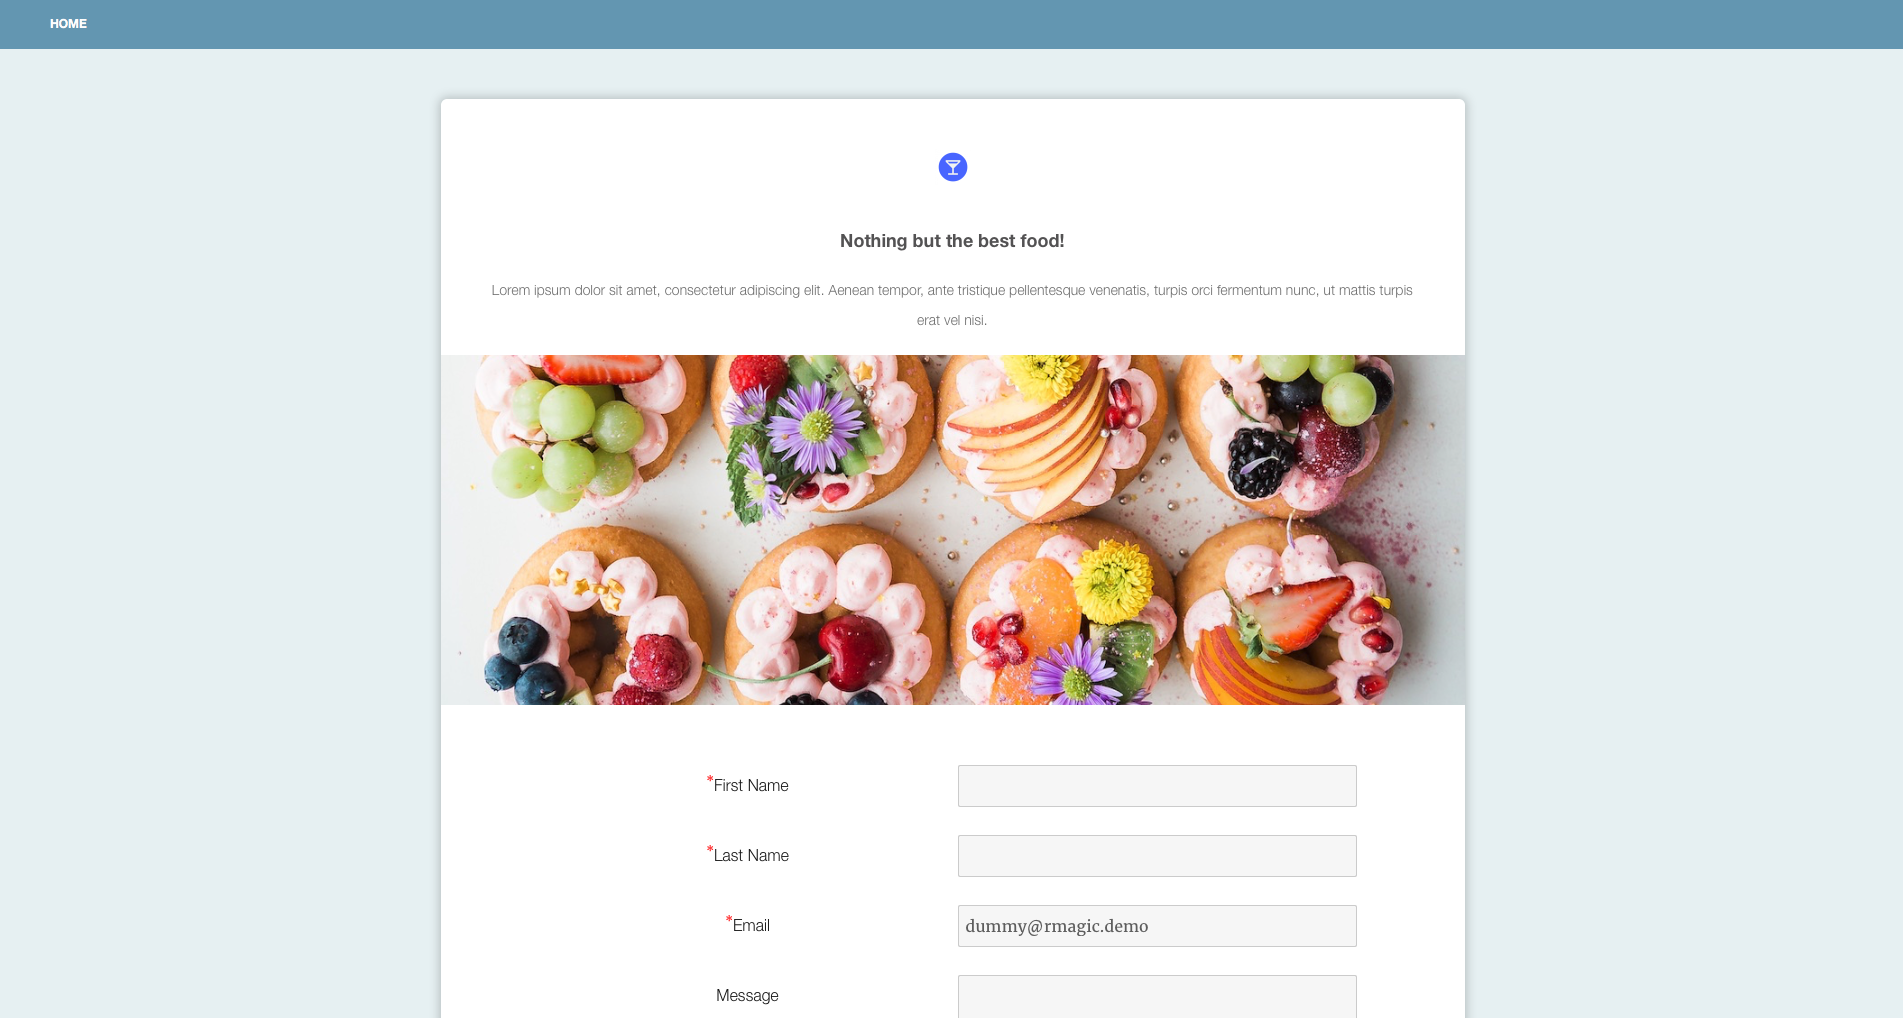 HOME
Nothing but the best food!
Lorem ipsum dolor sit amet, consectetur adipiscing elit. Aenean tempor, ante tristique pellentesque venenatis, turpis orci fermentum nunc, ut mattis turpis
erat vel nisi.
*First Name
*Last Name
*Email dummy@rmagic.demo
Message